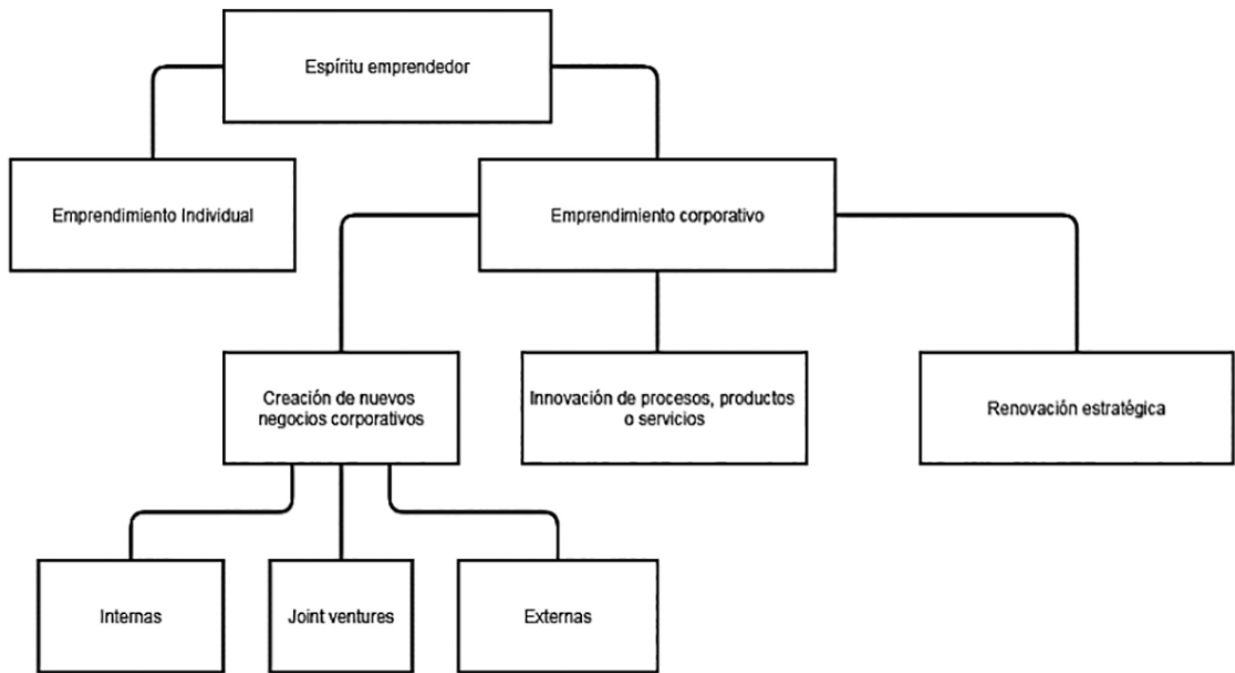 Espíritu emprendedor
Emprendimiento Individual
Emprendimiento corporativo
Creación de nuevos
negocios corporativos
Innovación de procesos, productos
o servicios
Renovación estratégica
Internas
Joint ventures
Externas